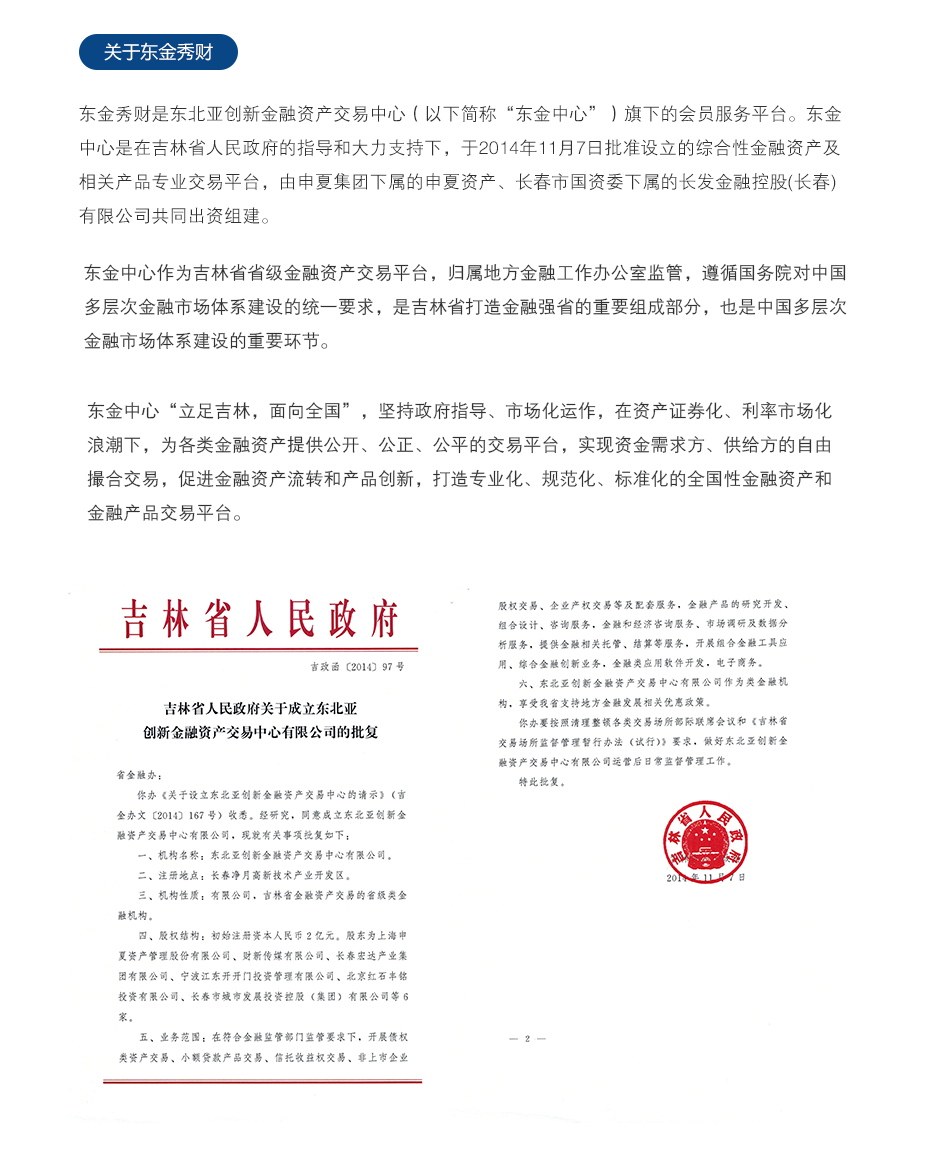 关于东金秀财
东金秀财是东北亚创新金融资产交易中心（以下简称“东金中心”）旗下的会员服务平台。东金
中心是在吉林省人民政府的指导和大力支持下，于2014年11月7日批准设立的综合性金融资产及
相关产品专业交易平台，由申夏集团下属的申夏资产、长春市国资委下属的长发金融控股(长春)
有限公司共同出资组建。
东金中心作为吉林省省级金融资产交易平台，归属地方金融工作办公室监管，遵循国务院对中国
多层次金融市场体系建设的统一要求，是吉林省打造金融强省的重要组成部分，也是中国多层次
金融市场体系建设的重要环节。
东金中心“立足吉林，面向全国”，坚持政府指导、市场化运作，在资产证券化、利率市场化
浪潮下，为各类金融资产提供公开、公正、公平的交易平台，实现资金需求方、供给方的自由
撮合交易，促进金融资产流转和产品创新，打造专业化、规范化、标准化的全国性金融资产和
金融产品交易平台。
吉林省人民政府
吉政函〔2014〕97号
吉林省人民政府关于成立东北亚
创新金融资产交易中心有限公司的批复
省金融办：
你办《关于设立东北亚创新金融资产交易中心的请示》（吉
金办文〔2014〕167号）收悉。经研究，同意成立东北亚创新金
融资产交易中心有限公司，现就有关事项批复如下：
一、机构名称：东北亚创新金融资产交易中心有限公司。
二、注册地点：长春净月高新技术产业开发区。
三、机构性质：有限公司，吉林省金融资产交易的省级类金
融机构。
四、股权结构：初始注册资本人民币2亿元。股东为上海申
夏资产管理股份有限公司、财新传媒有限公司、长春宏达产业集
团有限公司、宁波江东开开门投资管理有限公司、北京红石丰铭
投资有限公司、长春市城市发展投资控股（集团）有限公司等6
家。
五、业务范围：在符合金融监管部门监管要求下，开展债权
类资产交易、小额贷款产品交易、信托收益权交易、非上市企业
股权交易、企业产权交易等及配套服务，金融产品的研究开发、
组合设计、咨询服务，金融和经济咨询服务、市场调研及数据分
析服务，提供金融相关托管、结算等服务，开展组合金融工具应
用、综合金融创新业务，金融类应用软件开发，电子商务。
六、东北亚创新金融资产交易中心有限公司作为类金融机
构，享受我省支持地方金融发展相关优惠政策。
你办要按照清理整顿各类交易场所部际联席会议和《吉林省
交易场所监督管理暂行办法（试行）》要求，做好东北亚创新金
融资产交易中心有限公司运营后日常监督管理工作。
特此批复。
吉林省人民政府
2014年11月7日
— 2 —